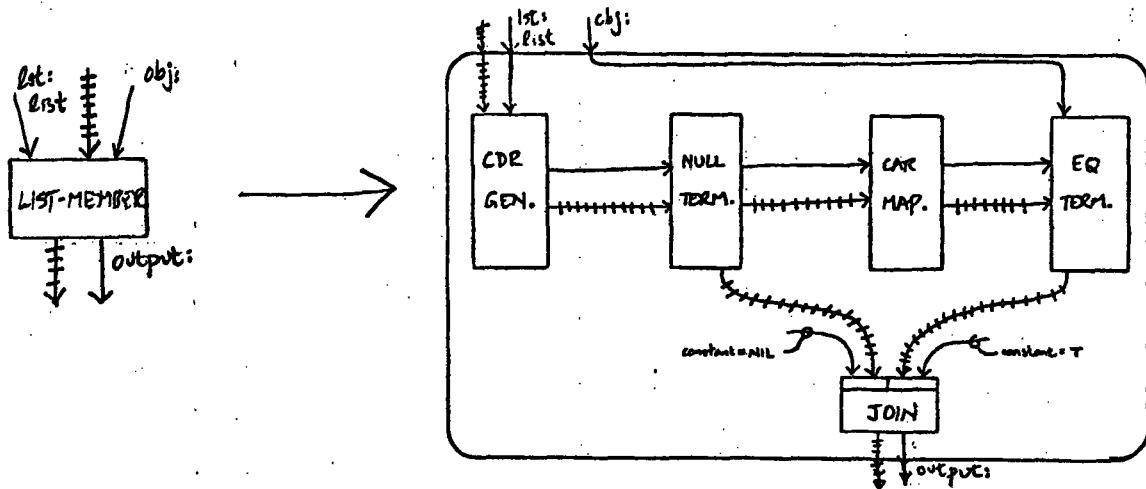 lst:
list
obj:
LIST-MEMBER
output:
lst:
list
obj:
CDR
GEN.
NULL
TERM.
CAR
MAP.
EQ
TERM.
constant=NIL
constant=T
JOIN
output: